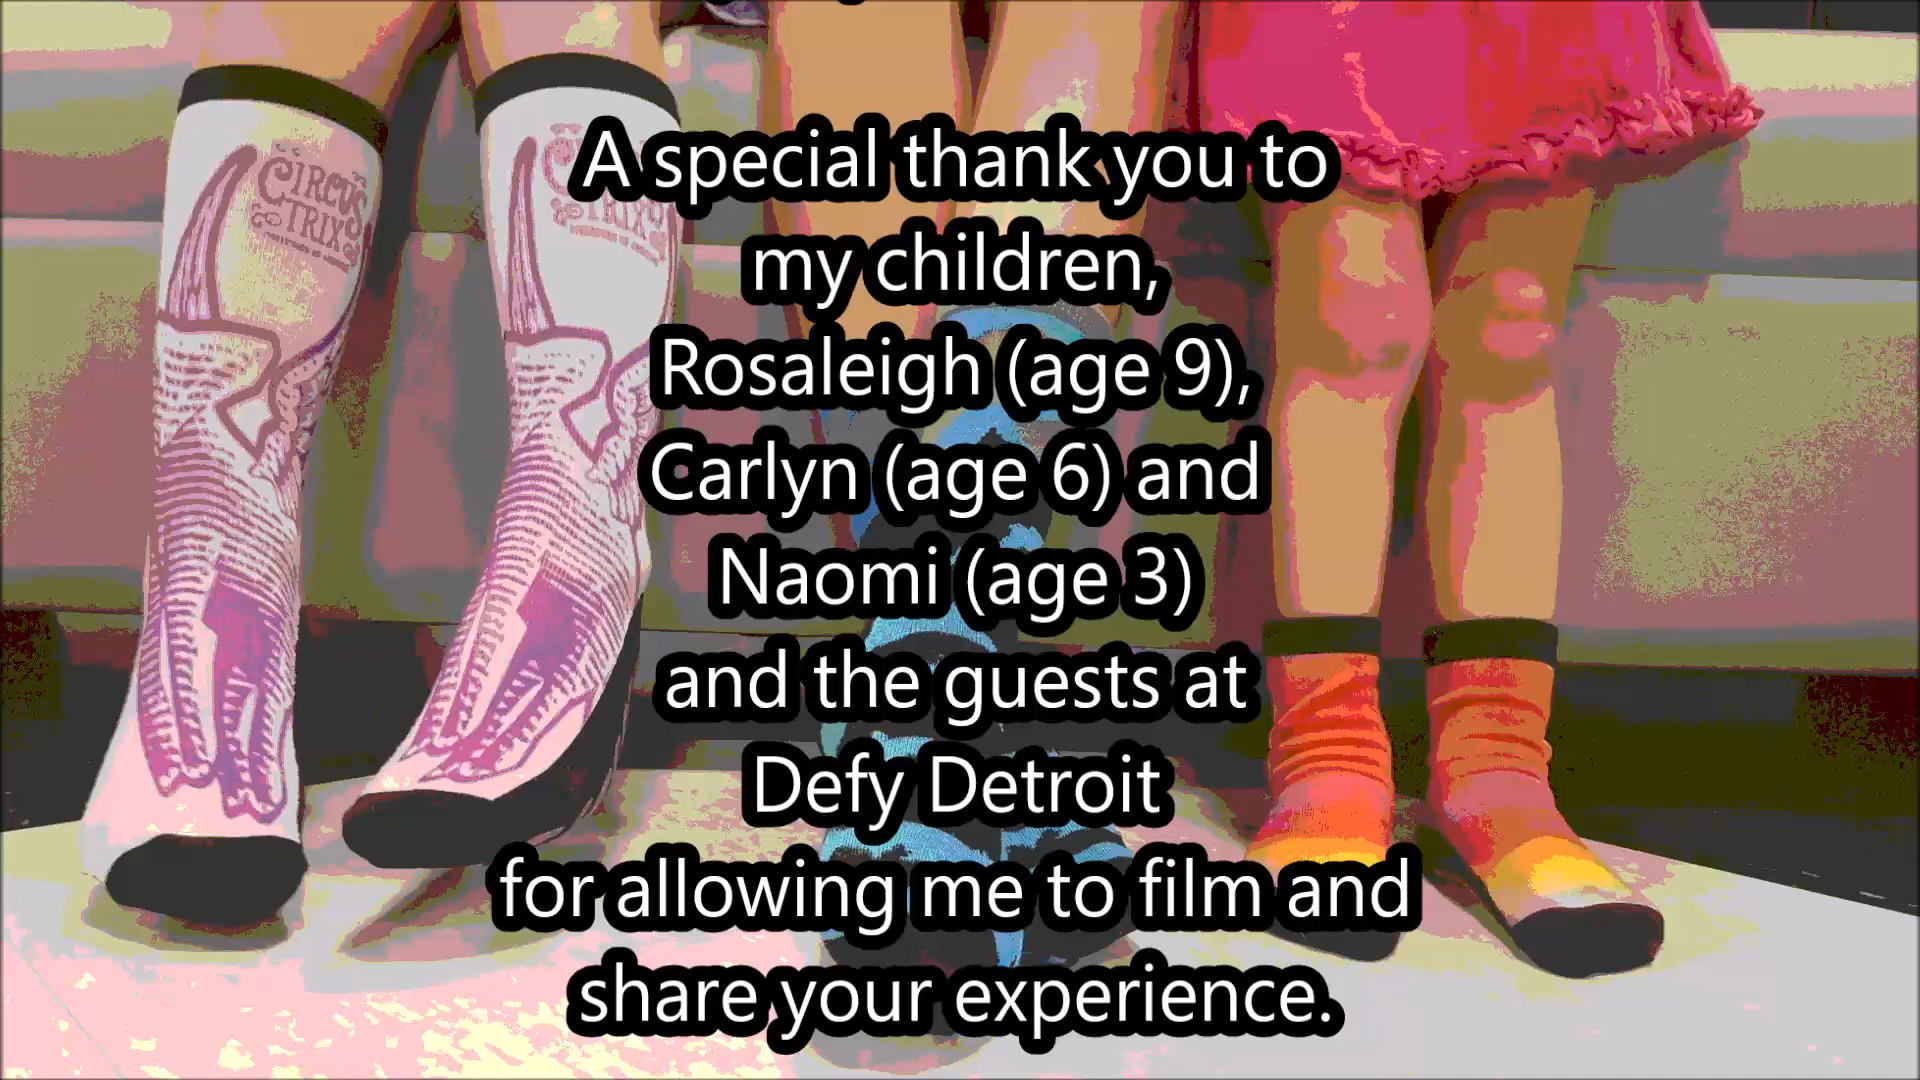 A special thank you to
my children,
Rosaleigh (age 9),
Carlyn (age 6) and
Naomi (age 3)
and the guests at
Defy Detroit
for allowing me to film and
share your experience.
CIRCUS
TRIX
TRIX